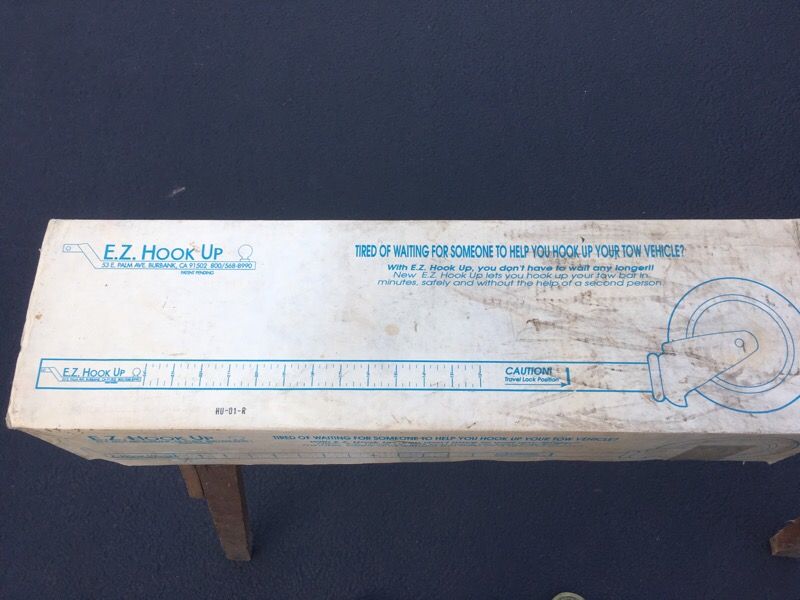 E.Z. HOOK UP
53 E. PALM AVE. BURBANK, CA 91502 800/568-8990
PATENT PENDING
TIRED OF WAITING FOR SOMEONE TO HELP YOU HOOK UP YOUR TOW VEHICLE?
With E.Z. Hook Up, you don't have to wait any longer!!
New E.Z. Hook Up lets you hook up your tow bar in
minutes, safely and without the help of a second person
E.Z. HOOK UP
CAUTION!
Travel Lock Position
HU-01-R
E.Z. HOOK UP
TIRED OF WAITING FOR SOMEONE TO HELP YOU HOOK UP YOUR TOW VEHICLE?